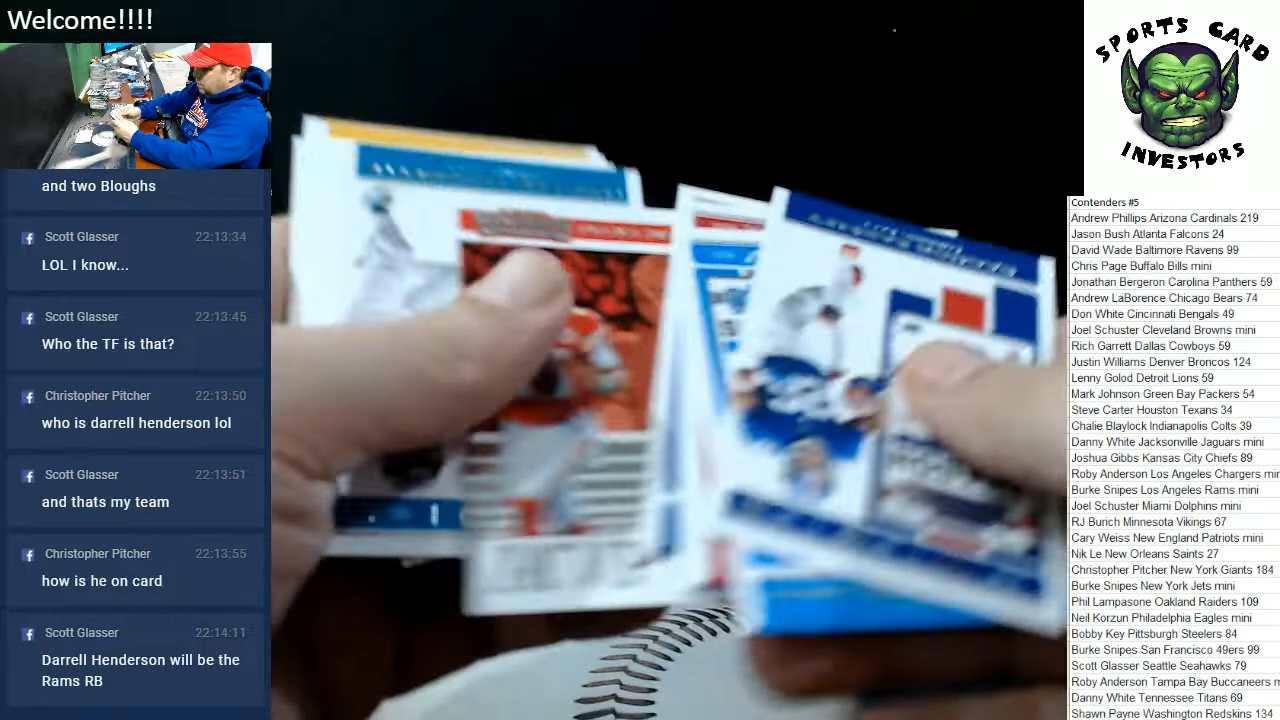 Welcome!!!!
SPORTS CARD
INVESTORS
and two Bloughs
Scott Glasser 22:13:34
LOL I know...
Scott Glasser 22:13:45
Who the TF is that?
Christopher Pitcher 22:13:50
who is darrell henderson lol
Scott Glasser 22:13:51
and thats my team
Christopher Pitcher 22:13:55
how is he on card
Scott Glasser 22:14:11
Darrell Henderson will be the
Rams RB
Contenders #5
Andrew Phillips Arizona Cardinals 219
Jason Bush Atlanta Falcons 24
David Wade Baltimore Ravens 99
Chris Page Buffalo Bills mini
Jonathan Bergeron Carolina Panthers 59
Andrew LaBorence Chicago Bears 74
Don White Cincinnati Bengals 49
Joel Schuster Cleveland Browns mini
Rich Garrett Dallas Cowboys 59
Justin Williams Denver Broncos 124
Lenny Golod Detroit Lions 59
Mark Johnson Green Bay Packers 54
Steve Carter Houston Texans 34
Chalie Blaylock Indianapolis Colts 39
Danny White Jacksonville Jaguars mini
Joshua Gibbs Kansas City Chiefs 89
Roby Anderson Los Angeles Chargers min
Burke Snipes Los Angeles Rams mini
Joel Schuster Miami Dolphins mini
RJ Burich Minnesota Vikings 67
Cary Weiss New England Patriots mini
Nik Le New Orleans Saints 27
Christopher Pitcher New York Giants 184
Burke Snipes New York Jets mini
Phil Lampasone Oakland Raiders 109
Neil Korzun Philadelphia Eagles mini
Bobby Key Pittsburgh Steelers 84
Burke Snipes San Francisco 49ers 99
Scott Glasser Seattle Seahawks 79
Roby Anderson Tampa Bay Buccaneers m
Danny White Tennessee Titans 69
Shawn Payne Washington Redskins 134